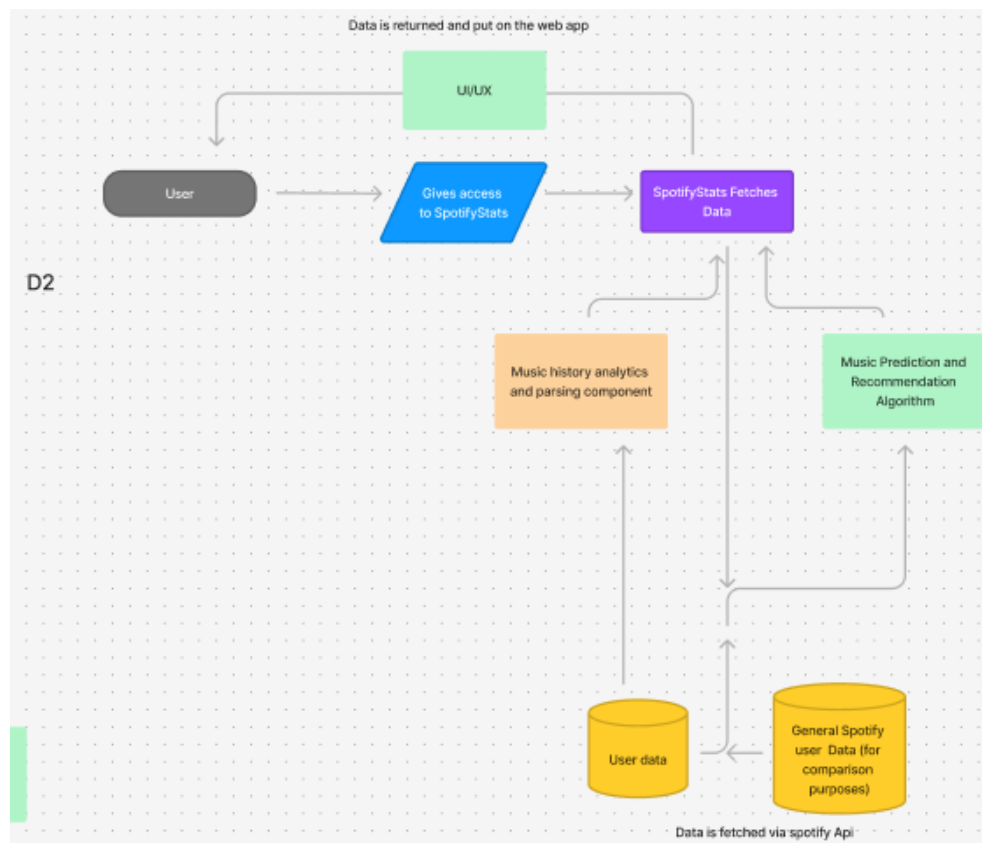 Data is returned and put on the web app
UI/UX
User
Gives access
to SpotifyStats
SpotifyStats Fetches
Data
D2
Music history analytics
and parsing component
Music Prediction and
Recommendation
Algorithm
User data
General Spotify
user Data (for
comparison
purposes)
Data is fetched via spotify Api